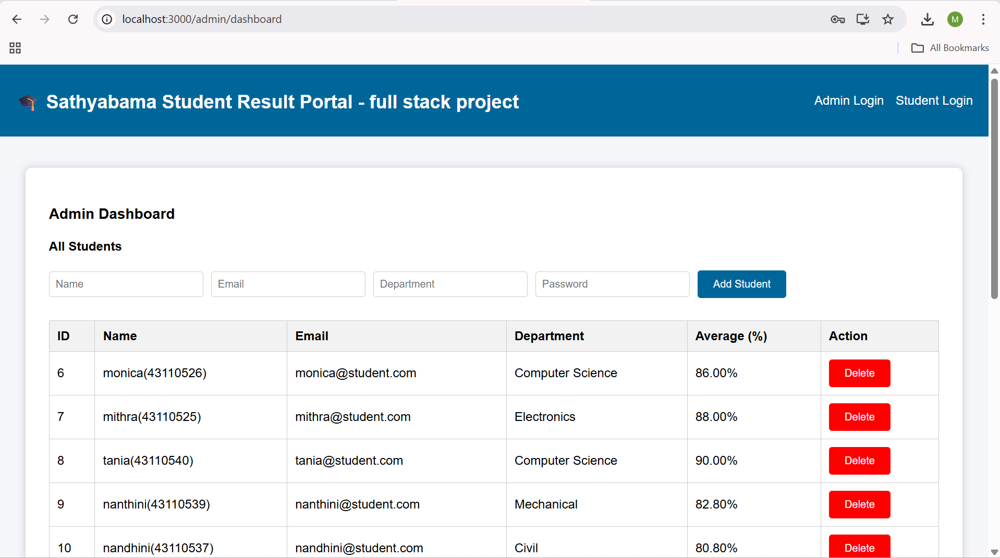 localhost:3000/admin/dashboard
M
All Bookmarks
Sathyabama Student Result Portal - full stack project
Admin Login Student Login
Admin Dashboard
All Students
Name Email Department Password Add Student
ID Name Email Department Average (%) Action
6 monica(43110526) monica@student.com Computer Science 86.00% Delete
7 mithra(43110525) mithra@student.com Electronics 88.00% Delete
8 tania(43110540) tania@student.com Computer Science 90.00% Delete
9 nanthini(43110539) nanthini@student.com Mechanical 82.80% Delete
10 nandhini(43110537) nandhini@student.com Civil 80.80% Delete